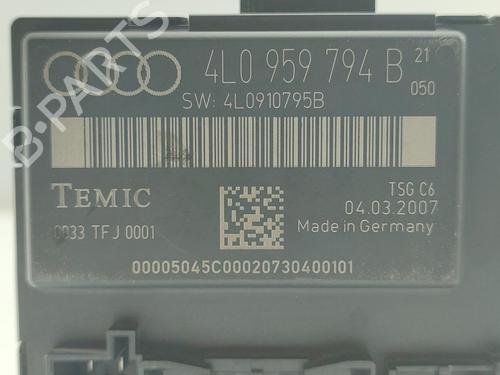 4L0 959 794 B 21
050
SW: 4L0910795B
TEMIC
TSG C6
04.03.2007
0033 TFJ 0001
Made in Germany
00005045C00020730400101
B-PARTS